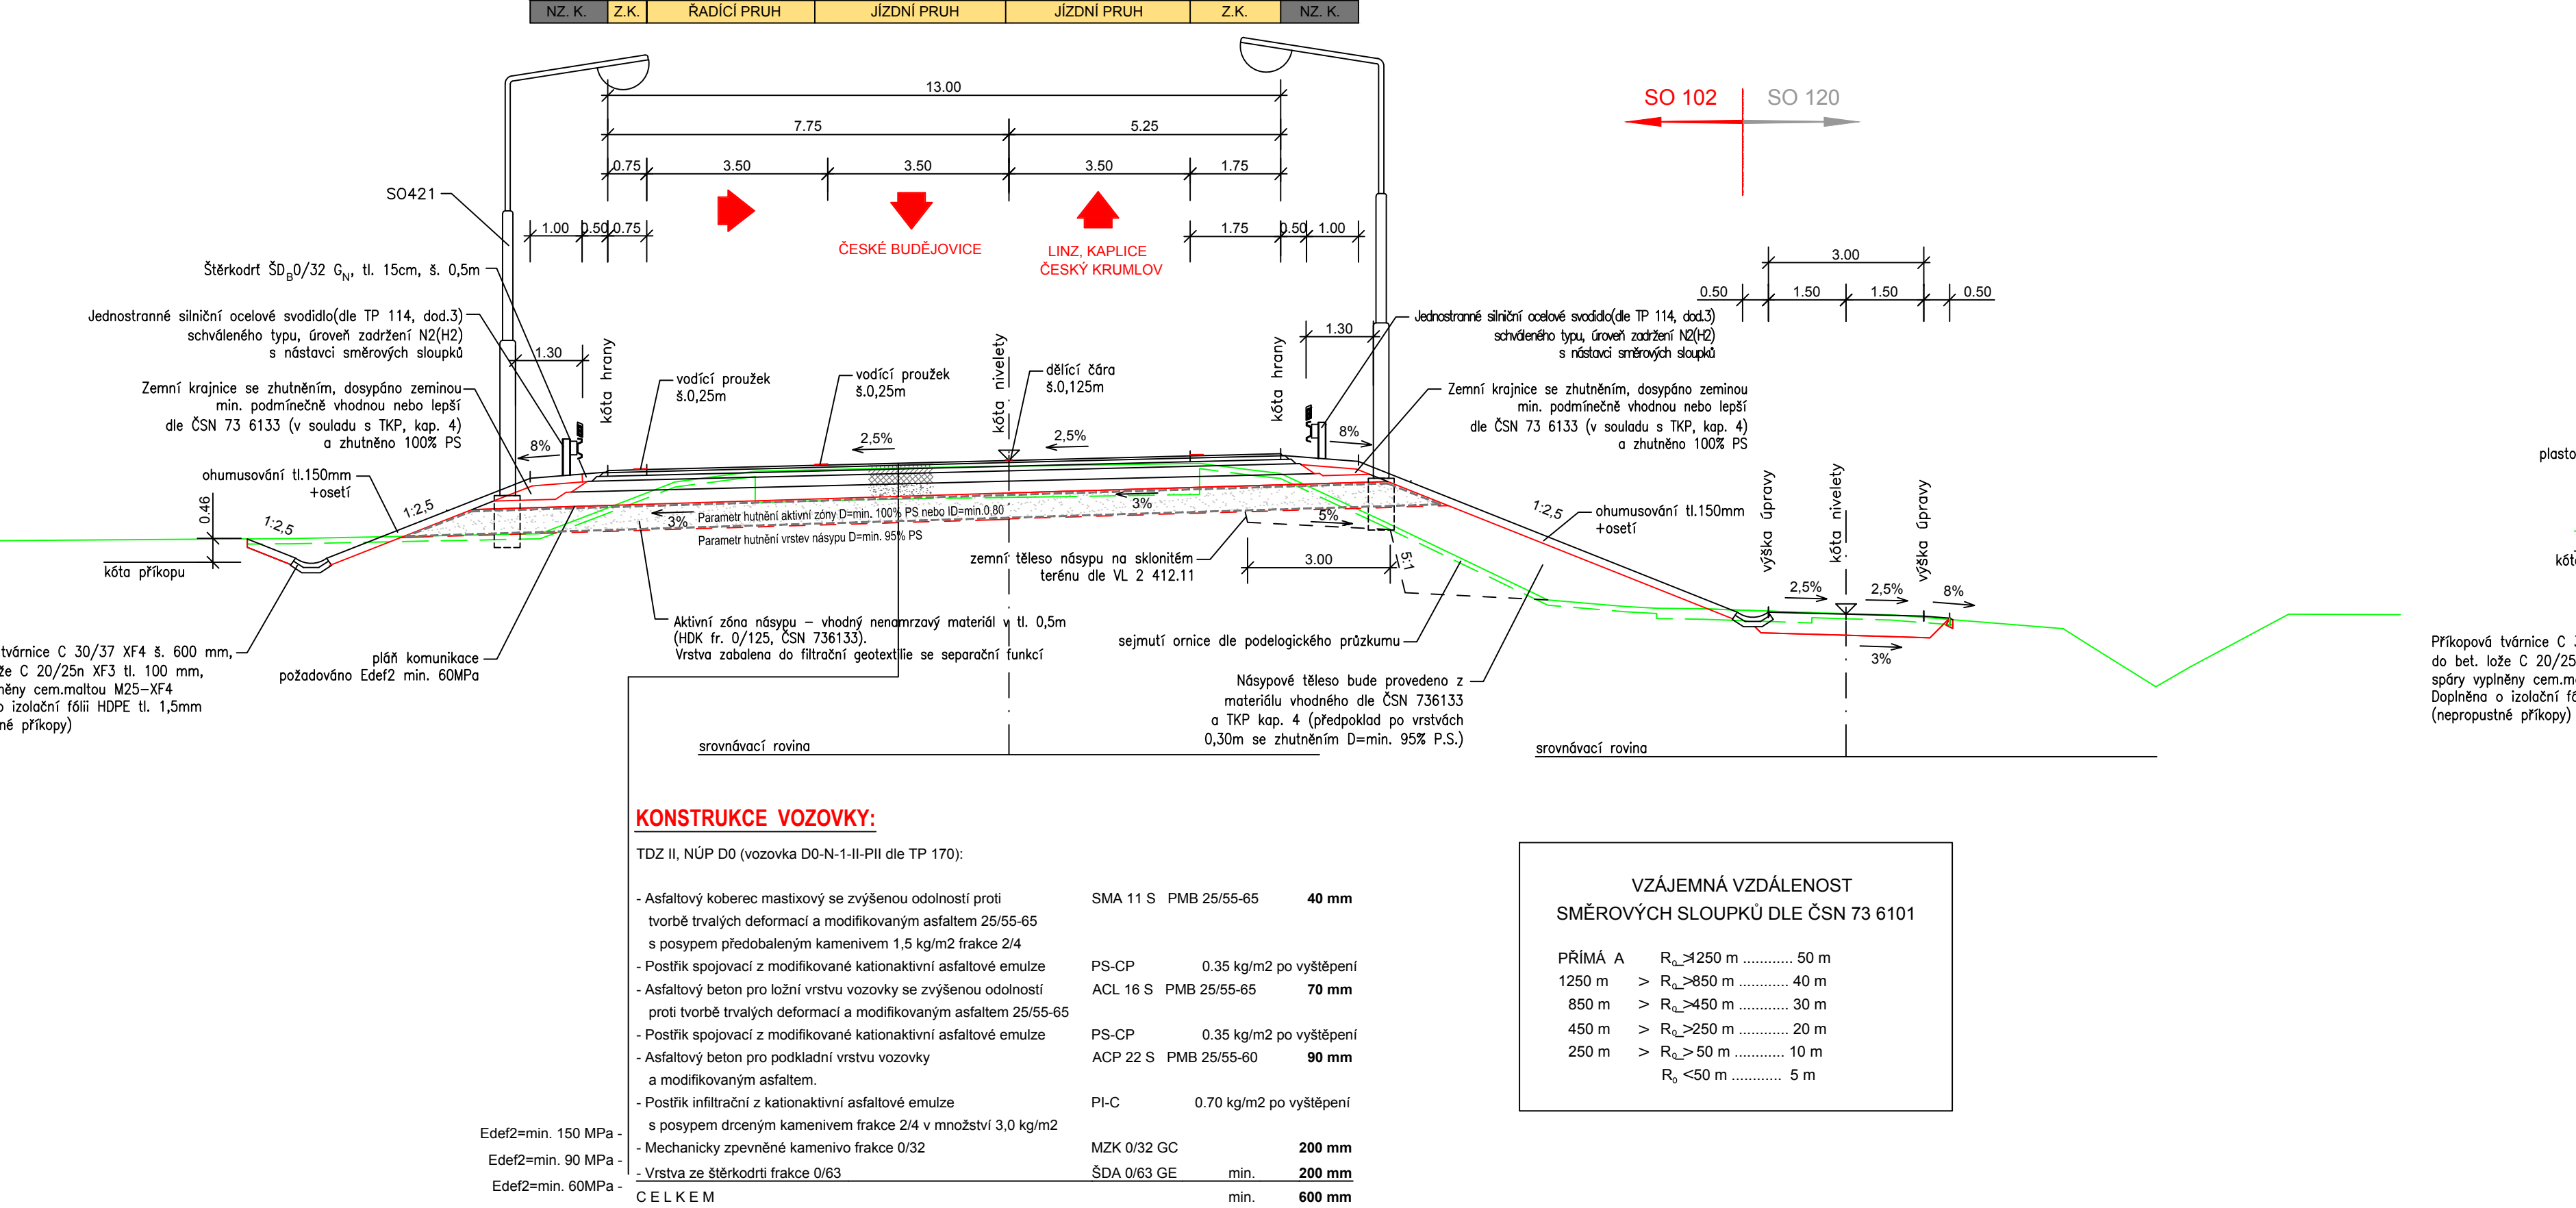 NZ. K. Z.K. ŘADÍCÍ PRUH JÍZDNÍ PRUH JÍZDNÍ PRUH Z.K. NZ. K.
13.00
7.75 5.25
0.75 3.50 3.50 3.50 1.75
1.00 0.50 0.75 1.75 0.50 1.00
ČESKÉ BUDĚJOVICE
LINZ, KAPLICE
ČESKÝ KRUMLOV
SO 102 SO 120
SO421
Štěrkodrť ŠDB0/32 GN, tl. 15cm, š. 0,5m
Jednostranné silniční ocelové svodidlo(dle TP 114, dod.3)
schváleného typu, úroveň zadržení N2(H2)
s nástavci směrových sloupků
1.30
Zemní krajnice se zhutněním, dosypáno zeminou
min. podmínečně vhodnou nebo lepší
dle ČSN 73 6133 (v souladu s TKP, kap. 4)
a zhutněno 100% PS
ohumusování tl.150mm
+osetí
kóta hrany
vodící proužek
š.0,25m
vodící proužek
š.0,25m
kóta nivelety
dělící čára
š.0,125m
kóta hrany
1.30
Jednostranné silniční ocelové svodidlo(dle TP 114, dod.3)
schváleného typu, úroveň zadržení N2(H2)
s nástavci směrových sloupků
Zemní krajnice se zhutněním, dosypáno zeminou
min. podmínečně vhodnou nebo lepší
dle ČSN 73 6133 (v souladu s TKP, kap. 4)
a zhutněno 100% PS
3.00
0.50 1.50 1.50 0.50
8% 2,5% 2,5% 8%
0.46
1:2,5
1:2,5
kóta příkopu
3%
Parametr hutnění aktivní zóny D=min. 100% PS nebo ID=min.0,80
Parametr hutnění vrstev násypu D=min. 95% PS
3%
5%
5:1
3.00
1:2,5
ohumusování tl.150mm
+osetí
zemní těleso násypu na sklonitém
terénu dle VL 2 412.11
výška úpravy
kóta nivelety
výška úpravy
2,5% 2,5% 8%
3%
plasto
kót
tvárnice C 30/37 XF4 š. 600 mm,
že C 20/25n XF3 tl. 100 mm,
něny cem.maltou M25-XF4
o izolační fólii HDPE tl. 1,5mm
né příkopy)
pláň komunikace
požadováno Edef2 min. 60MPa
Aktivní zóna násypu – vhodný nenamrzavý materiál v tl. 0,5m
(HDK fr. 0/125, ČSN 736133).
Vrstva zabalena do filtrační geotextilie se separační funkcí
sejmutí ornice dle podelogického průzkumu
Násypové těleso bude provedeno z
materiálu vhodného dle ČSN 736133
a TKP kap. 4 (předpoklad po vrstvách
0,30m se zhutněním D=min. 95% P.S.)
Příkopová tvárnice C 3
do bet. lože C 20/25
spáry vyplněny cem.m
Doplněna o izolační fó
(nepropustné příkopy)
srovnávací rovina
srovnávací rovina
KONSTRUKCE VOZOVKY:
TDZ II, NÚP D0 (vozovka D0-N-1-II-PII dle TP 170):
- Asfaltový koberec mastixový se zvýšenou odolností proti SMA 11 S PMB 25/55-65 40 mm
tvorbě trvalých deformací a modifikovaným asfaltem 25/55-65
s posypem předobaleným kamenivem 1,5 kg/m2 frakce 2/4
- Postřik spojovací z modifikované kationaktivní asfaltové emulze PS-CP 0.35 kg/m2 po vyštěpení
- Asfaltový beton pro ložní vrstvu vozovky se zvýšenou odolností ACL 16 S PMB 25/55-65 70 mm
proti tvorbě trvalých deformací a modifikovaným asfaltem 25/55-65
- Postřik spojovací z modifikované kationaktivní asfaltové emulze PS-CP 0.35 kg/m2 po vyštěpení
- Asfaltový beton pro podkladní vrstvu vozovky ACP 22 S PMB 25/55-60 90 mm
a modifikovaným asfaltem.
- Postřik infiltrační z kationaktivní asfaltové emulze PI-C 0.70 kg/m2 po vyštěpení
s posypem drceným kamenivem frakce 2/4 v množství 3,0 kg/m2
Edef2=min. 150 MPa -
- Mechanicky zpevněné kamenivo frakce 0/32 MZK 0/32 GC 200 mm
Edef2=min. 90 MPa -
- Vrstva ze štěrkodrti frakce 0/63 ŠDA 0/63 GE min. 200 mm
Edef2=min. 60MPa -
C E L K E M min. 600 mm
VZÁJEMNÁ VZDÁLENOST
SMĚROVÝCH SLOUPKŮ DLE ČSN 73 6101
PŘÍMÁ A R0 >1250 m ............ 50 m
1250 m > R0 >850 m ............ 40 m
850 m > R0 >450 m ............ 30 m
450 m > R0 >250 m ............ 20 m
250 m > R0 > 50 m ............ 10 m
R0 <50 m ............ 5 m